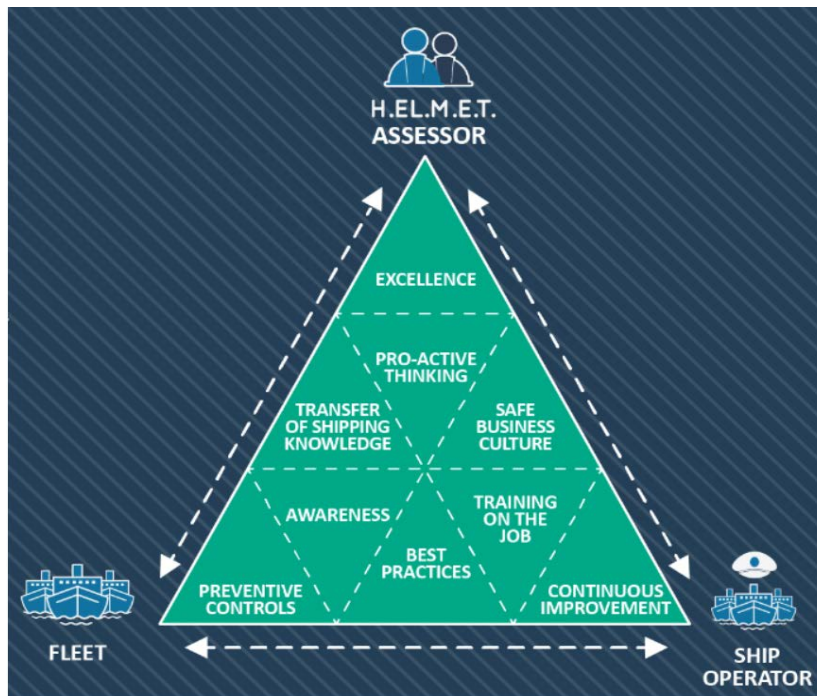 H.EL.M.E.T.
ASSESSOR
EXCELLENCE
PRO-ACTIVE
THINKING
TRANSFER
OF SHIPPING
KNOWLEDGE
SAFE
BUSINESS
CULTURE
AWARENESS
TRAINING
ON THE
JOB
BEST
PRACTICES
PREVENTIVE
CONTROLS
CONTINUOUS
IMPROVEMENT
FLEET
SHIP
OPERATOR